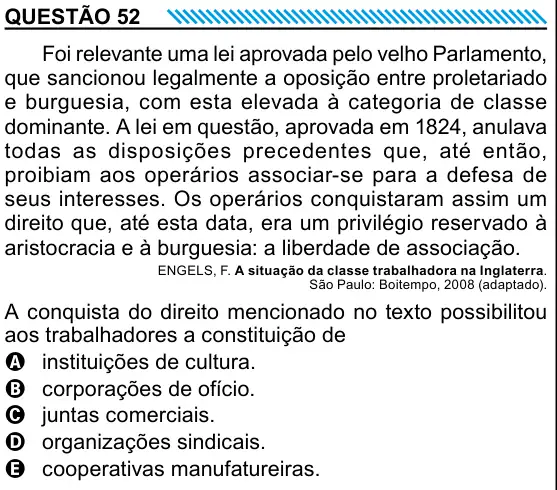 QUESTÃO 52
Foi relevante uma lei aprovada pelo velho Parlamento,
que sancionou legalmente a oposição entre proletariado
e burguesia, com esta elevada à categoria de classe
dominante. A lei em questão, aprovada em 1824, anulava
todas as disposições precedentes que, até então,
proibiam aos operários associar-se para a defesa de
seus interesses. Os operários conquistaram assim um
direito que, até esta data, era um privilégio reservado à
aristocracia e à burguesia: a liberdade de associação.
ENGELS, F. A situação da classe trabalhadora na Inglaterra.
São Paulo: Boitempo, 2008 (adaptado).
A conquista do direito mencionado no texto possibilitou
aos trabalhadores a constituição de
A instituições de cultura.
B corporações de ofício.
C juntas comerciais.
D organizações sindicais.
E cooperativas manufatureiras.